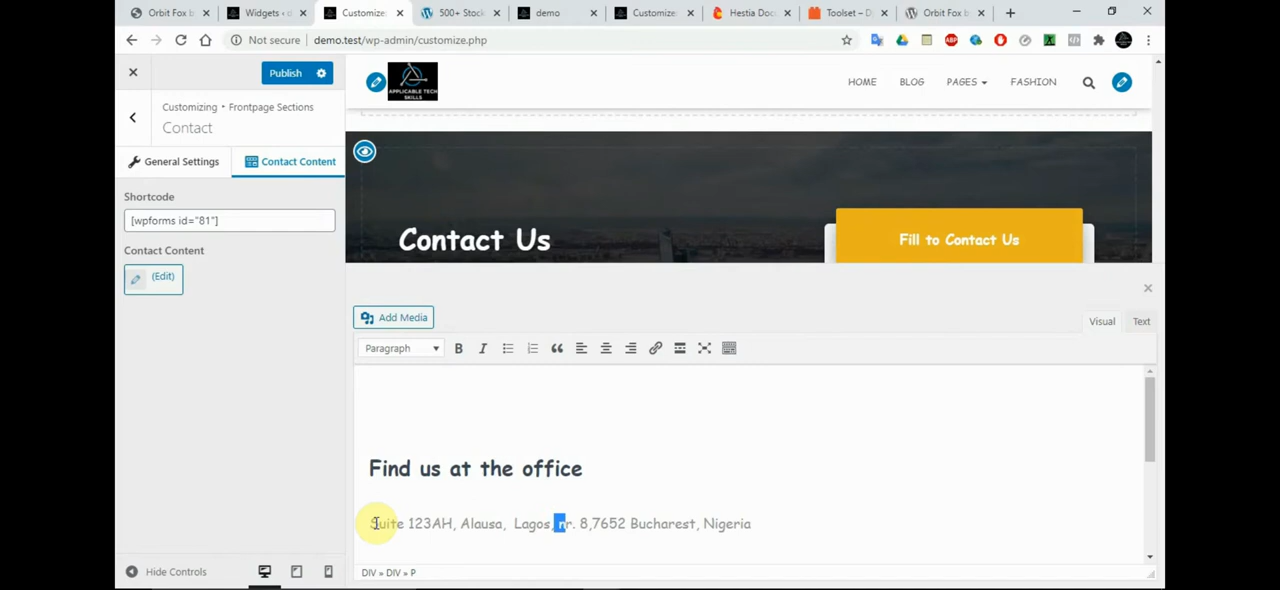 Orbit Fox b
Widgets ‹ d
Customize:
500+ Stock
demo
Customize:
Hestia Doc
Toolset – D
Orbit Fox b
Not secure
demo.test/wp-admin/customize.php
Publish
Customizing ‣ Frontpage Sections
Contact
General Settings
Contact Content
Shortcode
[wpforms id="81"]
Contact Content
(Edit)
Hide Controls
APPLICABLE TECH
SKILLS
HOME BLOG PAGES FASHION
Contact Us
Fill to Contact Us
Add Media
Visual Text
Paragraph
B I
Find us at the office
Suite 123AH, Alausa, Lagos, nr. 8,7652 Bucharest, Nigeria
DIV » DIV » P